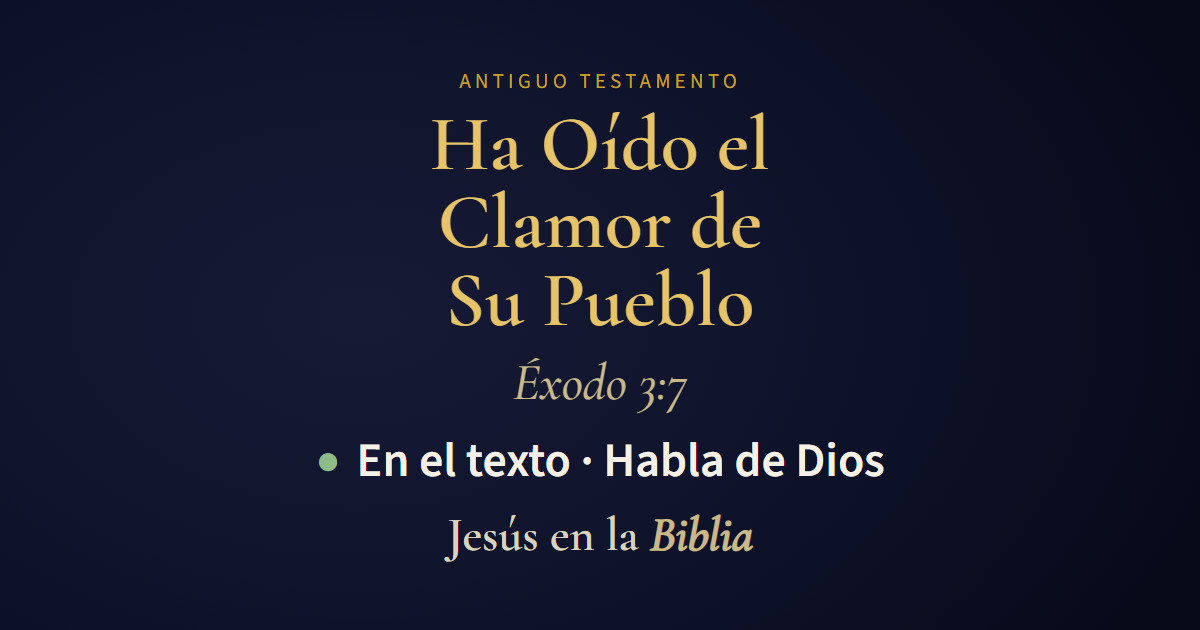 ANTIGUO TESTAMENTO
Ha Oído el
Clamor de
Su Pueblo
Éxodo 3:7
• En el texto · Habla de Dios
Jesús en la Biblia